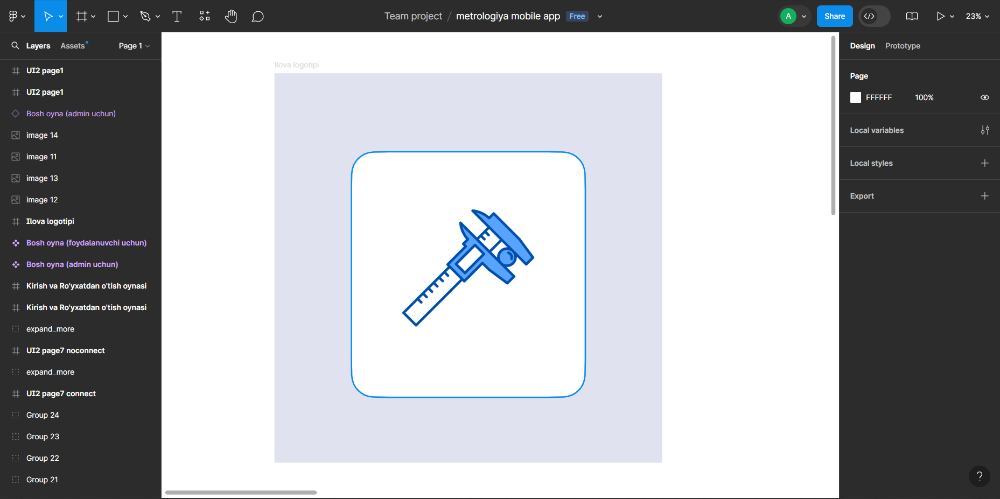 Team project / metrologiya mobile app Free
A
Share
23%
Layers Assets Page 1
UI2 page1
UI2 page1
Bosh oyna (admin uchun)
image 14
image 11
image 13
image 12
Ilova logotipi
Bosh oyna (foydalanuvchi uchun)
Bosh oyna (admin uchun)
Kirish va Ro'yxatdan o'tish oynasi
Kirish va Ro'yxatdan o'tish oynasi
expand_more
UI2 page7 noconnect
expand_more
UI2 page7 connect
Group 24
Group 23
Group 22
Group 21
Ilova logotipi
Design Prototype
Page
FFFFFF 100%
Local variables
Local styles
Export
?